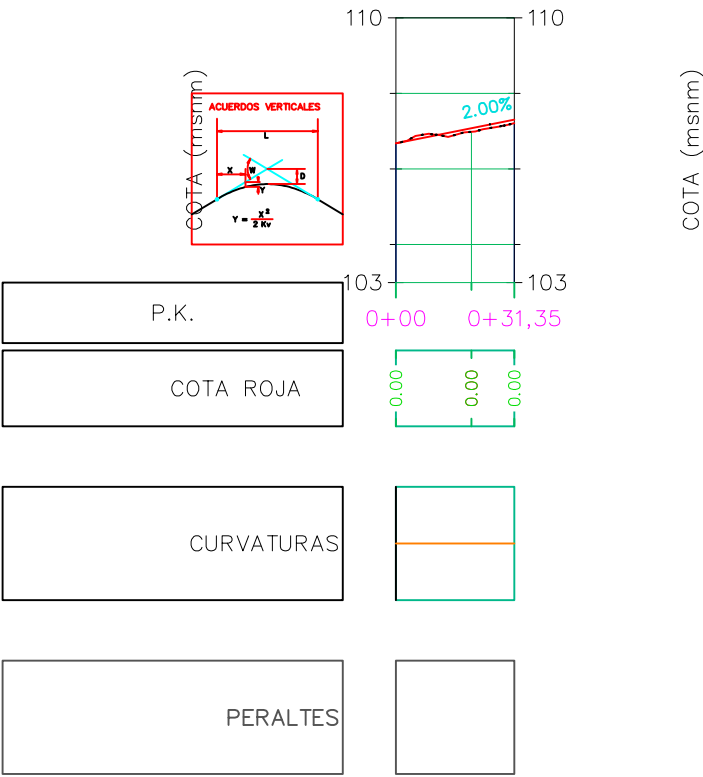 110
110
COTA (msnm)
COTA (msnm)
2.00%
ACUERDOS VERTICALES
L
X
W
D
Y
Y = X²
2 Kv
103
103
P.K.
0+00
0+31,35
COTA ROJA
0.00
0.00
0.00
CURVATURAS
PERALTES